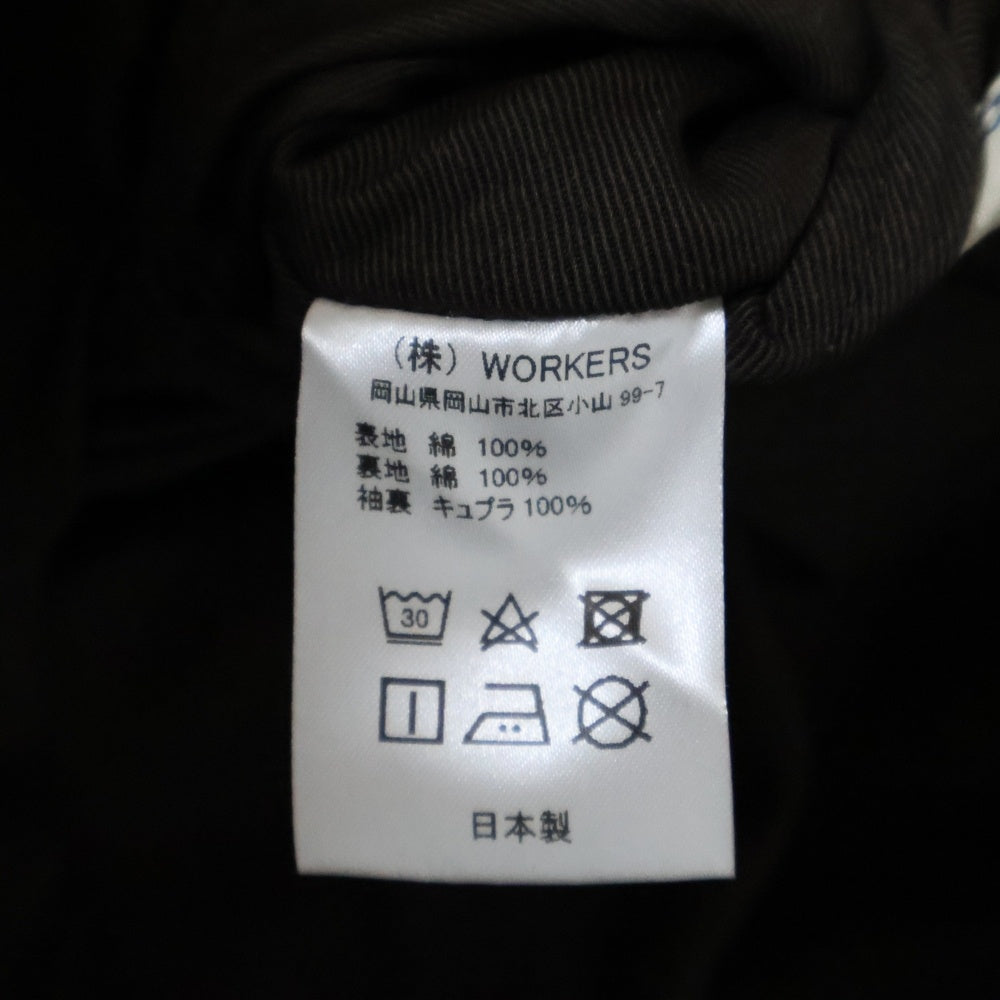 （株）WORKERS
岡山県岡山市北区小山 99-7
表地 綿 100%
裏地 綿 100%
袖裏 キュプラ 100%
30
日本製